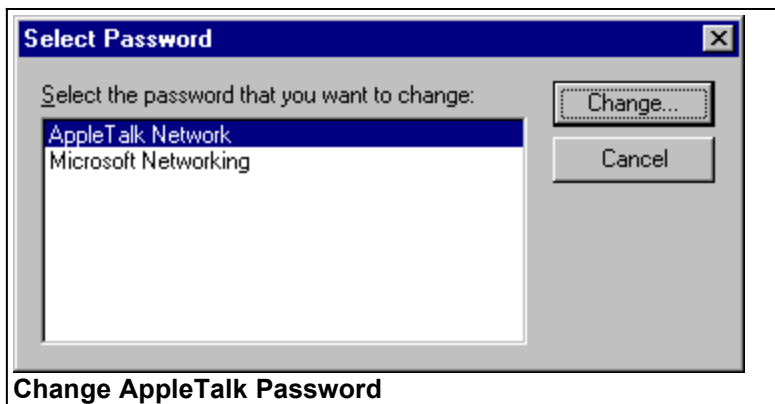 Select Password
Select the password that you want to change:
Change...
AppleTalk Network
Microsoft Networking
Cancel
Change AppleTalk Password